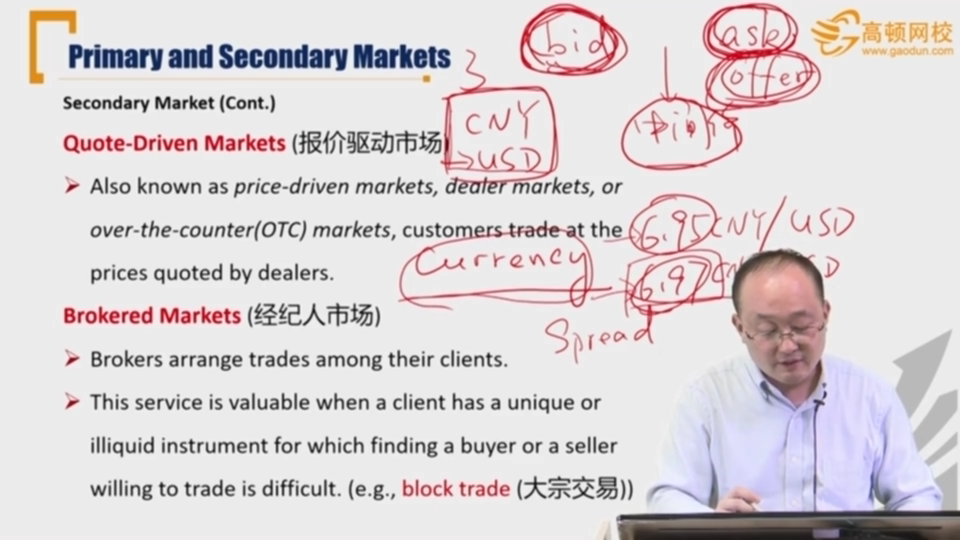 Primary and Secondary Markets
高顿网校
www.gaodun.com
bid
ask
offer
Secondary Market (Cont.)
3
CNY
→USD
Quote-Driven Markets (报价驱动市场)
中间价
➤ Also known as price-driven markets, dealer markets, or
over-the-counter(OTC) markets, customers trade at the
prices quoted by dealers.
6.95 CNY/USD
Currency
6.97
Spread
Brokered Markets (经纪人市场)
➤ Brokers arrange trades among their clients.
➤ This service is valuable when a client has a unique or
illiquid instrument for which finding a buyer or a seller
willing to trade is difficult. (e.g., block trade (大宗交易))